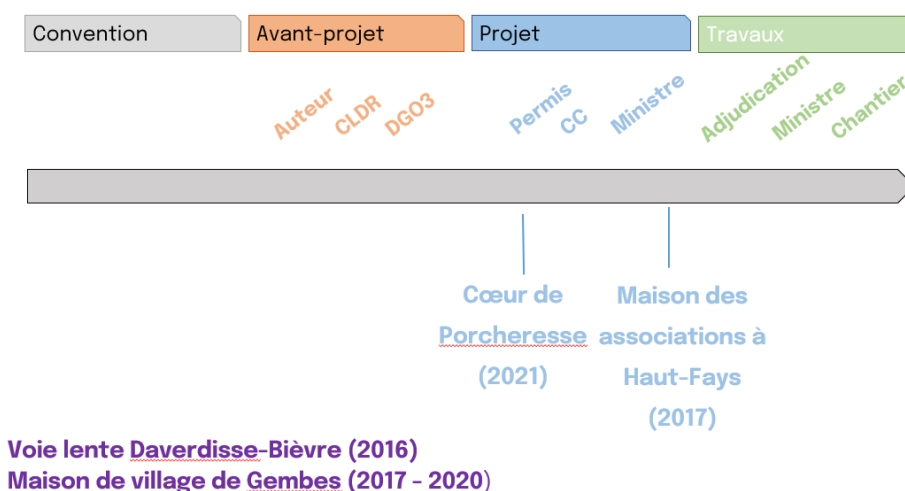 Convention Avant-projet Projet Travaux
Auteur CLDR DGO3 Permis CC Ministre Adjudication Ministre Chantier
Cœur de
Porcheresse
(2021)
Maison des
associations à
Haut-Fays
(2017)
Voie lente Daverdisse-Bièvre (2016)
Maison de village de Gembes (2017 – 2020)